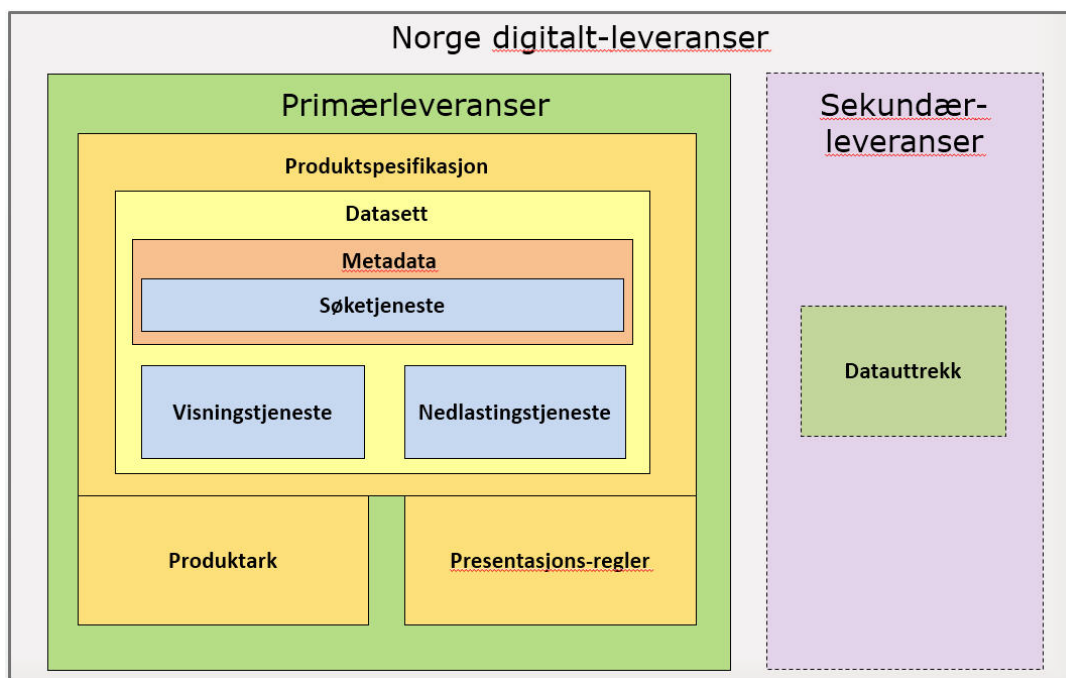 Norge digitalt-leveranser
Primærleveranser
Produktspesifikasjon
Datasett
Metadata
Søketjeneste
Visningstjeneste
Nedlastingstjeneste
Produktark
Presentasjons-regler
Sekundær-
leveranser
Datauttrekk